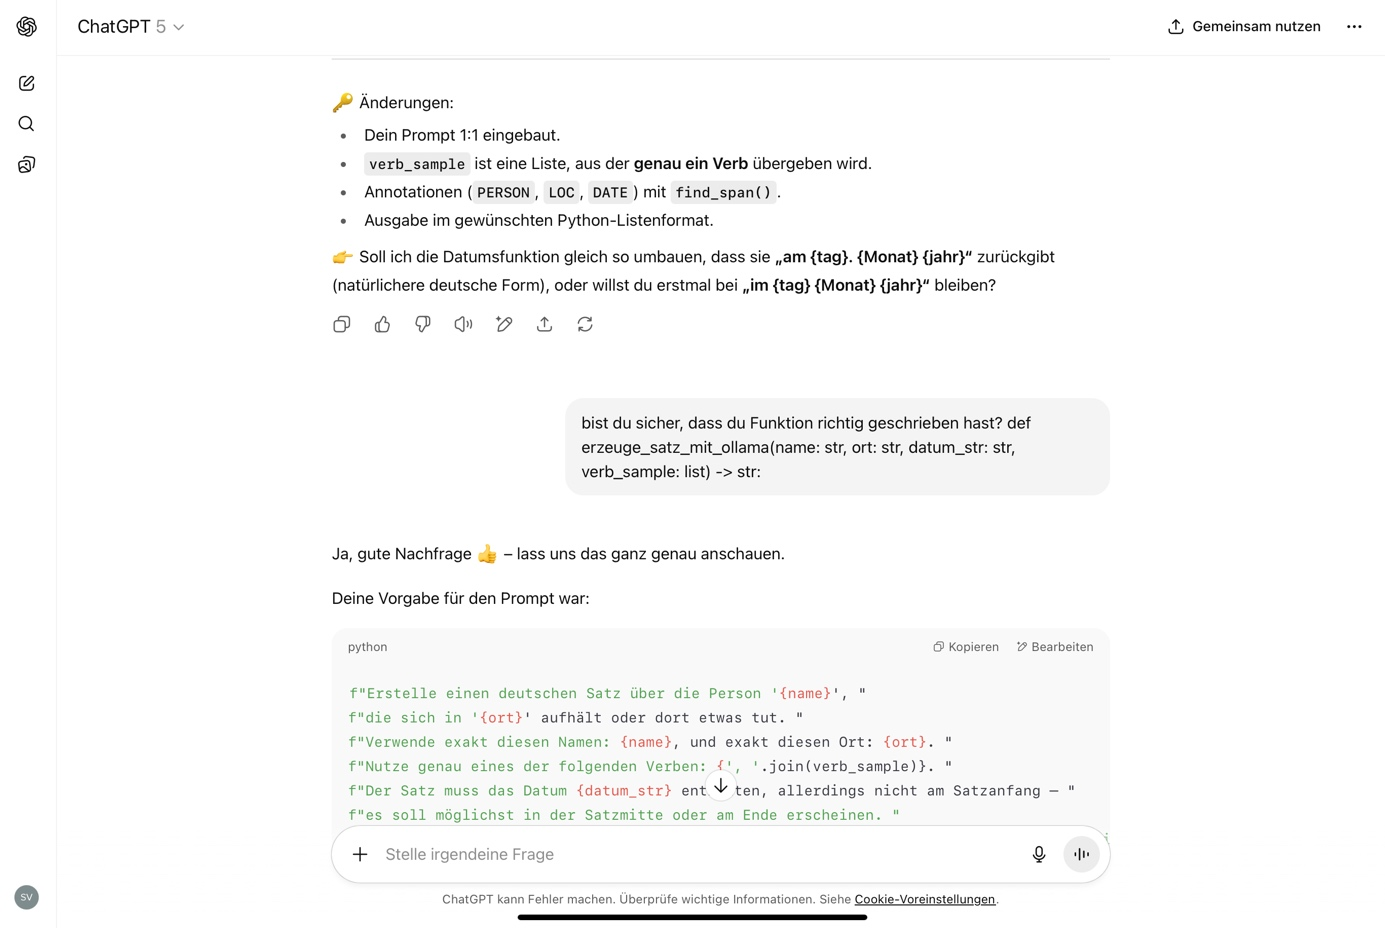 ChatGPT 5
Gemeinsam nutzen
🔑 Änderungen:
• Dein Prompt 1:1 eingebaut.
• verb_sample ist eine Liste, aus der genau ein Verb übergeben wird.
• Annotationen (PERSON, LOC, DATE) mit find_span().
• Ausgabe im gewünschten Python-Listenformat.
👉 Soll ich die Datumsfunktion gleich so umbauen, dass sie „am {tag}. {Monat} {jahr}“ zurückgibt
(natürlichere deutsche Form), oder willst du erstmal bei „im {tag} {Monat} {jahr}“ bleiben?
bist du sicher, dass du Funktion richtig geschrieben hast? def
erzeuge_satz_mit_ollama(name: str, ort: str, datum_str: str,
verb_sample: list) -> str:
Ja, gute Nachfrage 👍 – lass uns das ganz genau anschauen.
Deine Vorgabe für den Prompt war:
python
Kopieren
Bearbeiten
f"Erstelle einen deutschen Satz über die Person '{name}', "
f"die sich in '{ort}' aufhält oder dort etwas tut. "
f"Verwende exakt diesen Namen: {name}, und exakt diesen Ort: {ort}. "
f"Nutze genau eines der folgenden Verben: {', '.join(verb_sample)}. "
f"Der Satz muss das Datum {datum_str} enthalten, allerdings nicht am Satzanfang — "
f"es soll möglichst in der Satzmitte oder am Ende erscheinen. "
Stelle irgendeine Frage
SV
ChatGPT kann Fehler machen. Überprüfe wichtige Informationen. Siehe Cookie-Voreinstellungen.